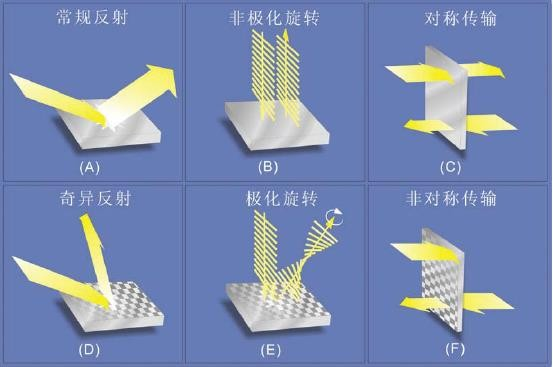 常规反射
非极化旋转
对称传输
(A)
(B)
(C)
奇异反射
极化旋转
非对称传输
(D)
(E)
(F)